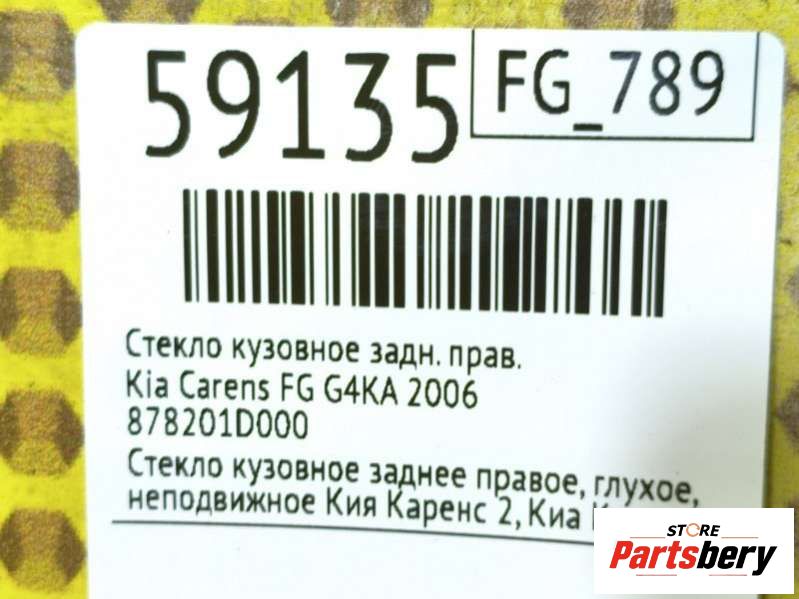 59135
FG_789
Стекло кузовное задн. прав.
Kia Carens FG G4KA 2006
878201D000
Стекло кузовное заднее правое, глухое,
неподвижное Кия Каренс 2, Киа
STORE
Partsbery